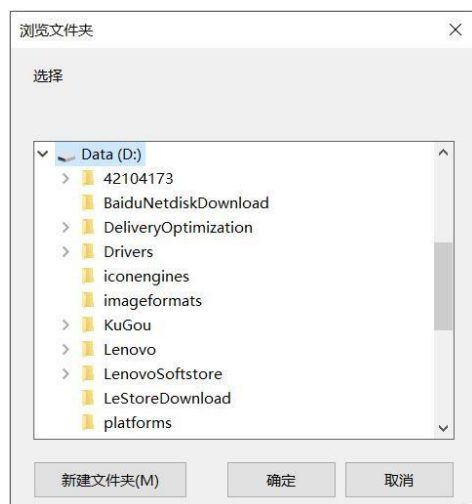 浏览文件夹
选择
Data (D:)
42104173
BaiduNetdiskDownload
DeliveryOptimization
Drivers
iconengines
imageformats
KuGou
Lenovo
LenovoSoftstore
LeStoreDownload
platforms
新建文件夹(M)
确定
取消